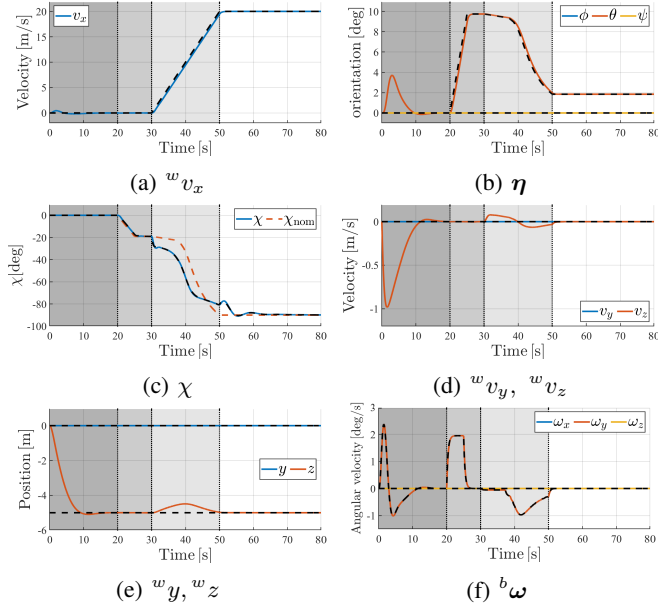 Velocity [m/s]
20
10
0
v_x
0 10 20 30 40 50 60 70 80
Time [s]
(a) ^w v_x
orientation [deg]
10
8
6
4
2
0
ϕ θ ψ
0 10 20 30 40 50 60 70 80
Time [s]
(b) η
χ[deg]
0
-20
-40
-60
-80
-100
χ χ_nom
0 10 20 30 40 50 60 70 80
Time [s]
(c) χ
Velocity [m/s]
0
-0.5
-1
v_y v_z
0 10 20 30 40 50 60 70 80
Time [s]
(d) ^w v_y, ^w v_z
Position [m]
0
-2
-4
-6
y z
0 10 20 30 40 50 60 70 80
Time [s]
(e) ^w y, ^w z
Angular velocity [deg/s]
3
2
1
0
-1
ω_x ω_y ω_z
0 10 20 30 40 50 60 70 80
Time [s]
(f) ^b ω